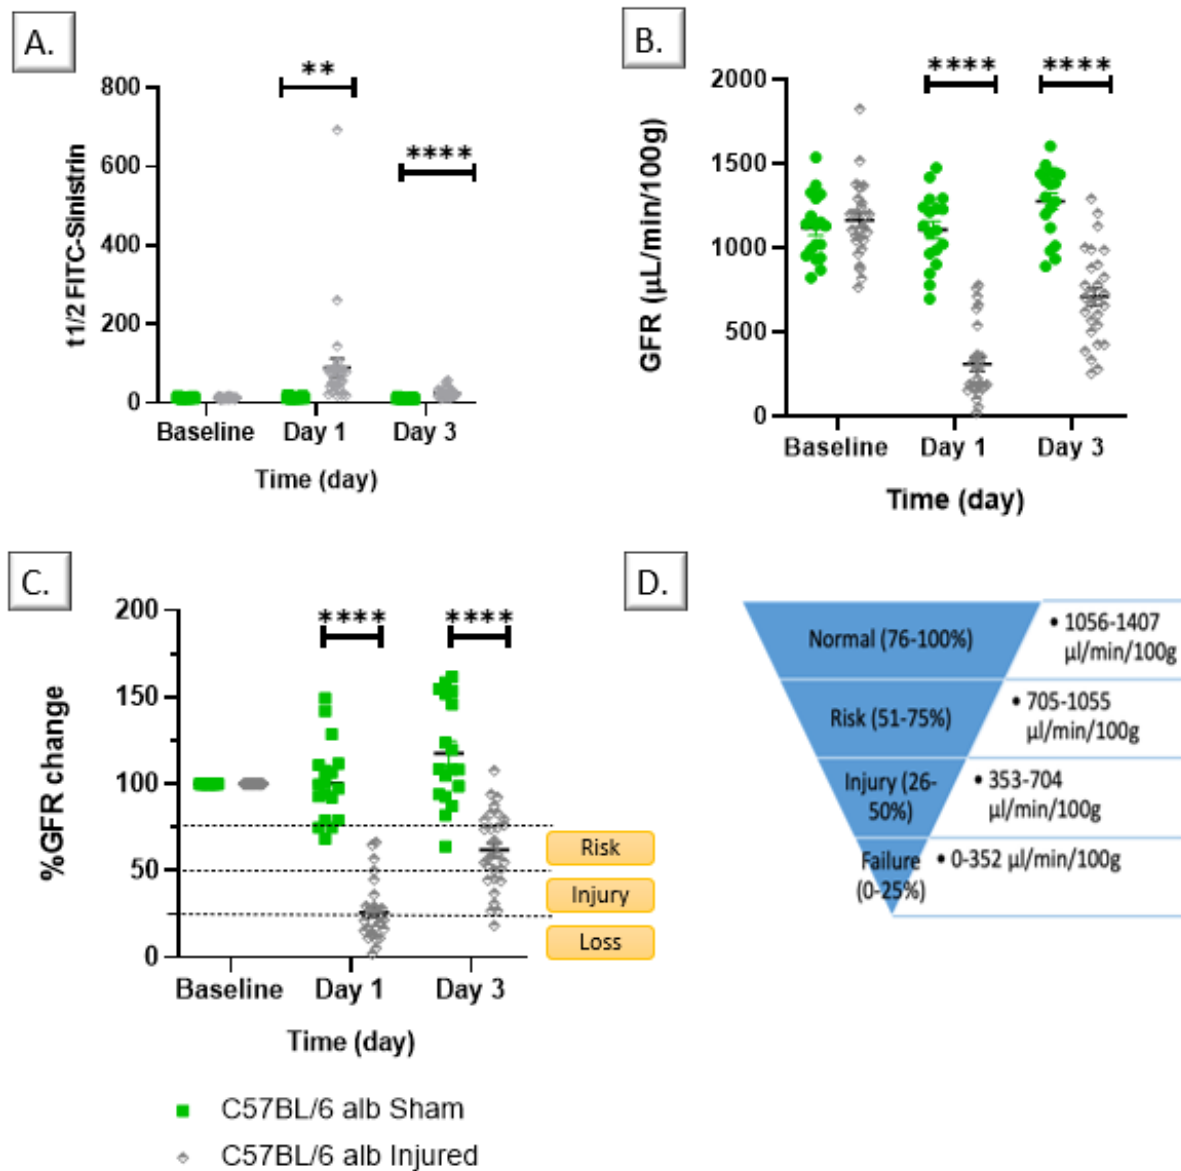 A.
t1/2 FITC-Sinistrin
800
600
400
200
0
**
****
Baseline Day 1 Day 3
Time (day)
B.
GFR (µL/min/100g)
2000
1500
1000
500
0
**** ****
Baseline Day 1 Day 3
Time (day)
C.
%GFR change
200
150
100
50
0
**** ****
Risk
Injury
Loss
Baseline Day 1 Day 3
Time (day)
C57BL/6 alb Sham
C57BL/6 alb Injured
D.
Normal (76-100%)
• 1056-1407
µl/min/100g
Risk (51-75%)
• 705-1055
µl/min/100g
Injury (26-
50%)
• 353-704
µl/min/100g
Failure
(0-25%)
• 0-352 µl/min/100g